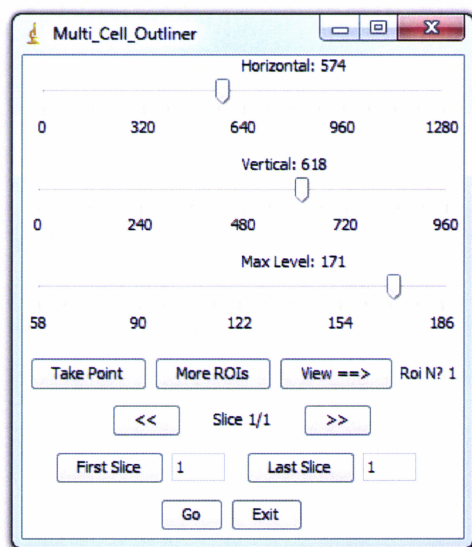 Multi_Cell_Outliner
Horizontal: 574
0 320 640 960 1280
Vertical: 618
0 240 480 720 960
Max Level: 171
58 90 122 154 186
Take Point More ROIs View ==> Roi N? 1
<< Slice 1/1 >>
First Slice 1 Last Slice 1
Go Exit